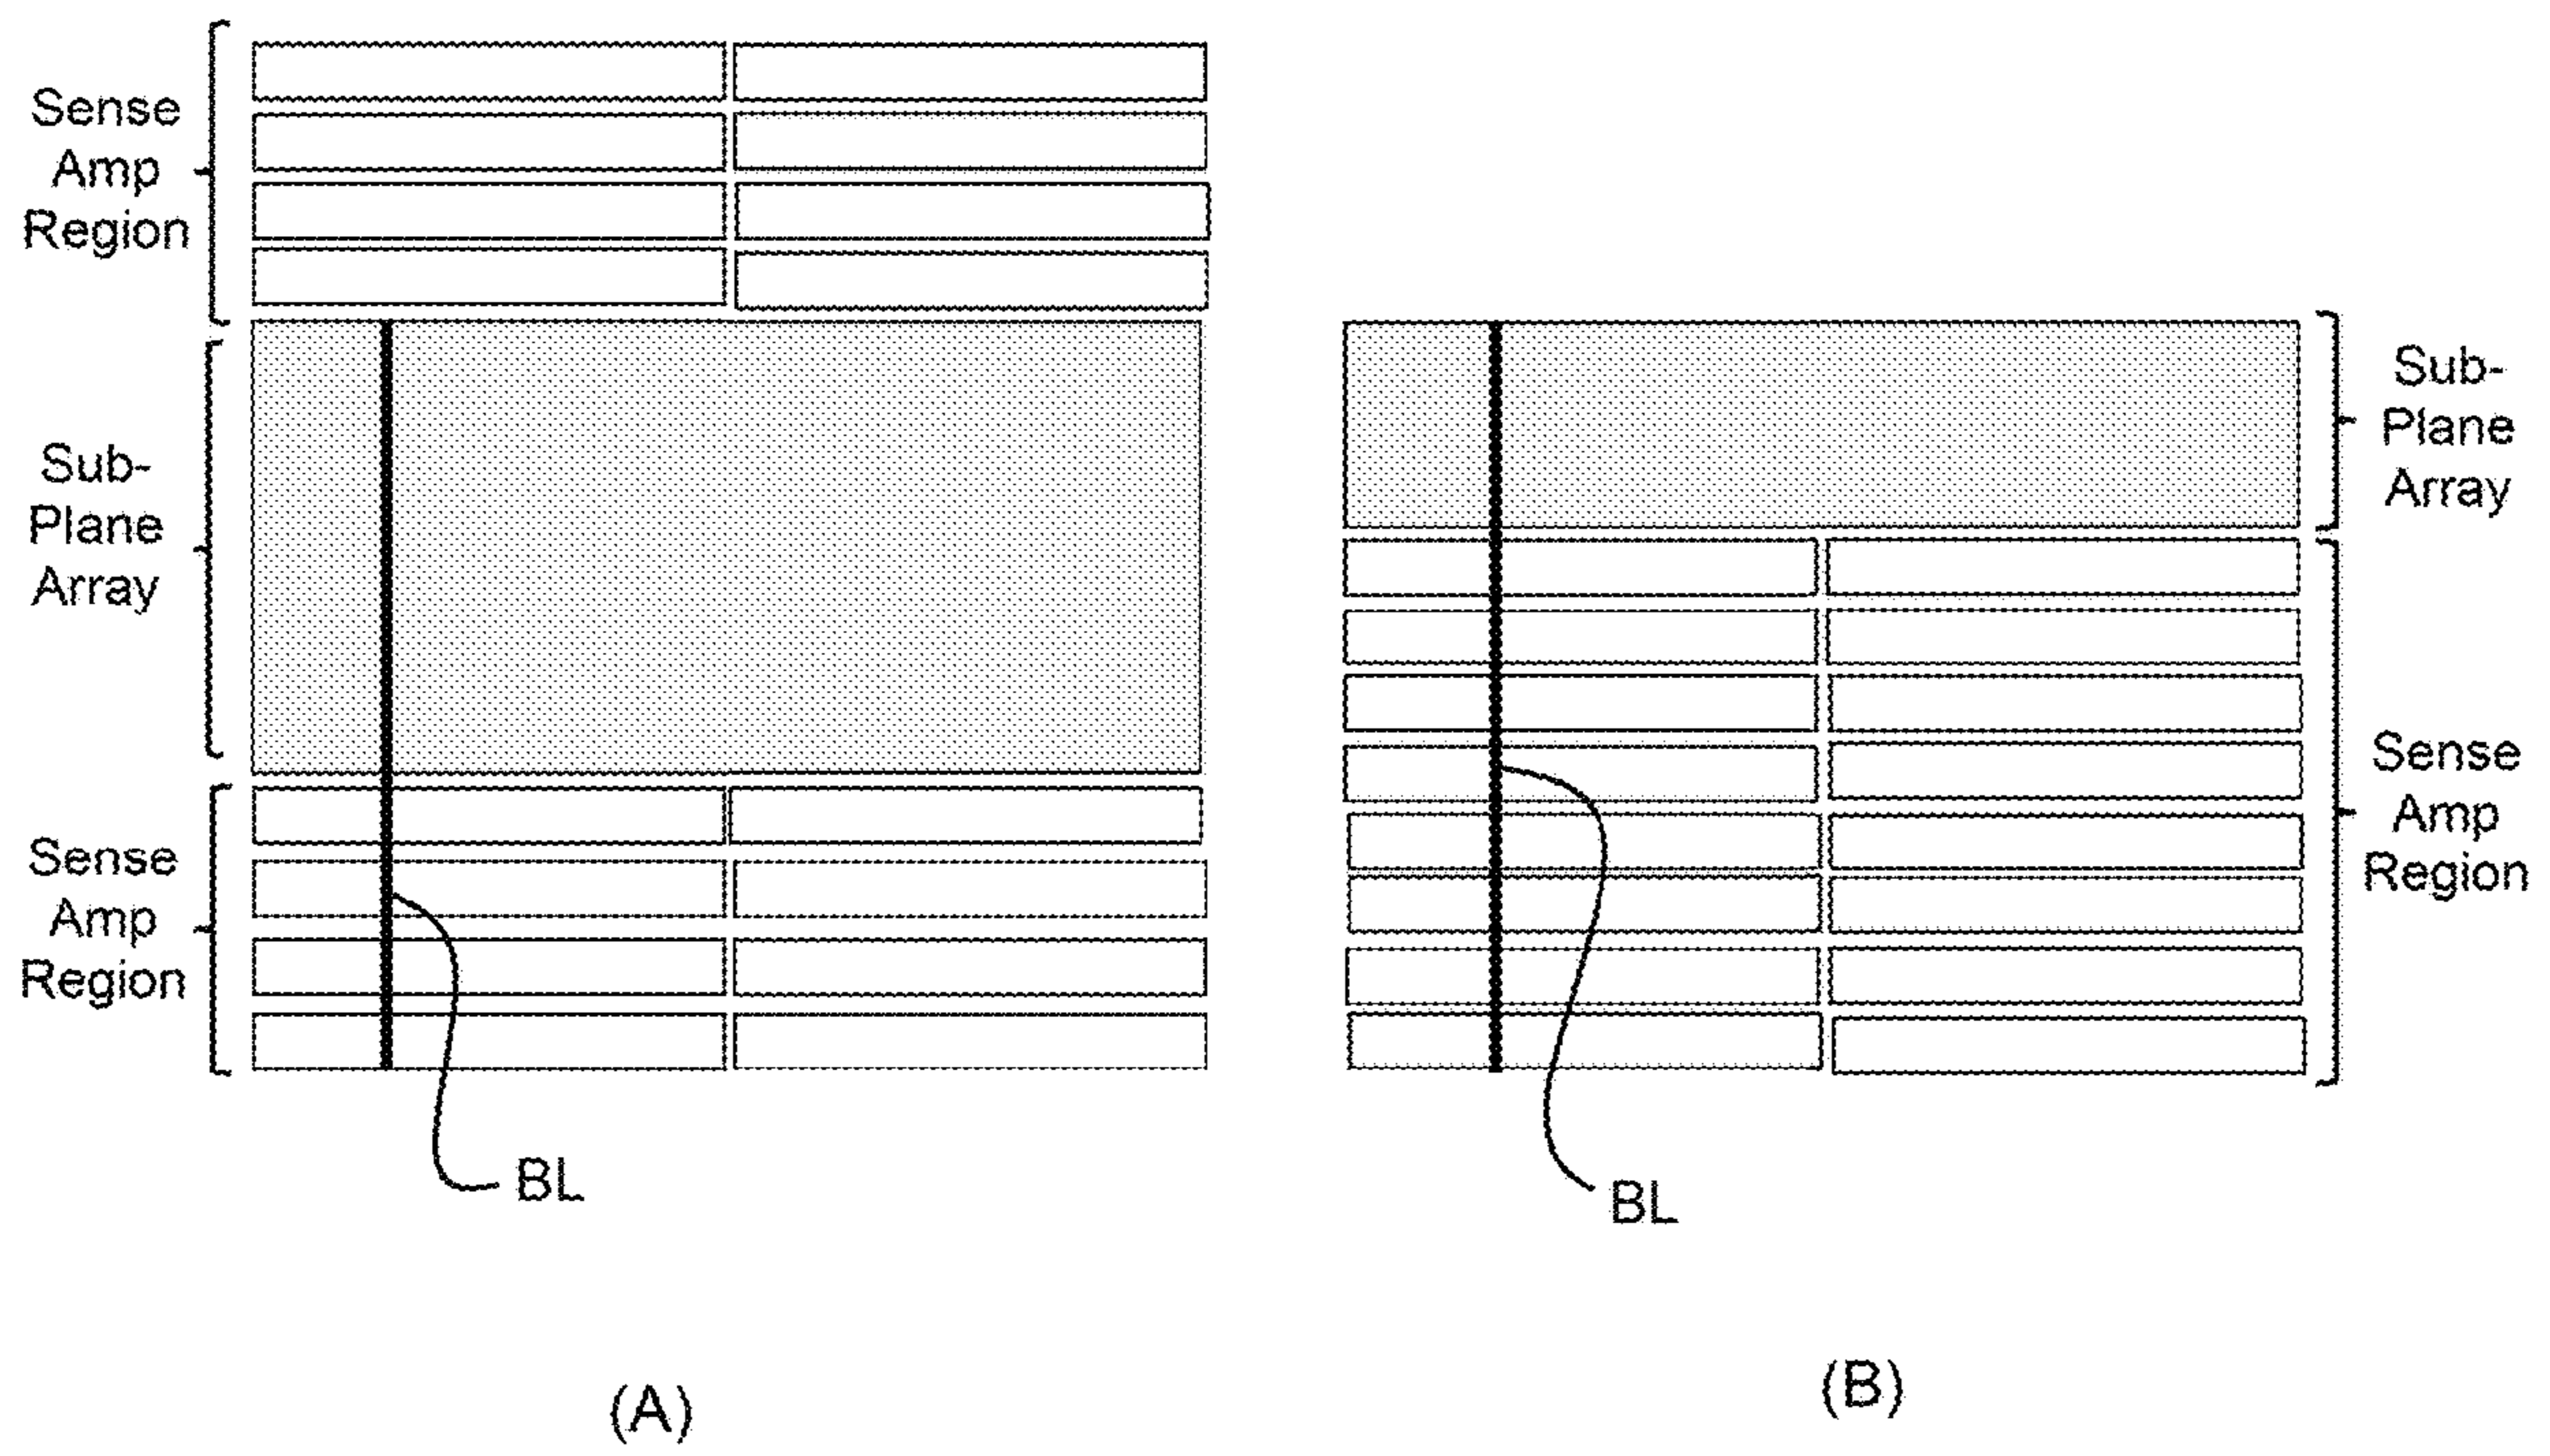 Sense
Amp
Region
Sub-
Plane
Array
Sense
Amp
Region
BL
(A)
Sub-
Plane
Array
Sense
Amp
Region
BL
(B)